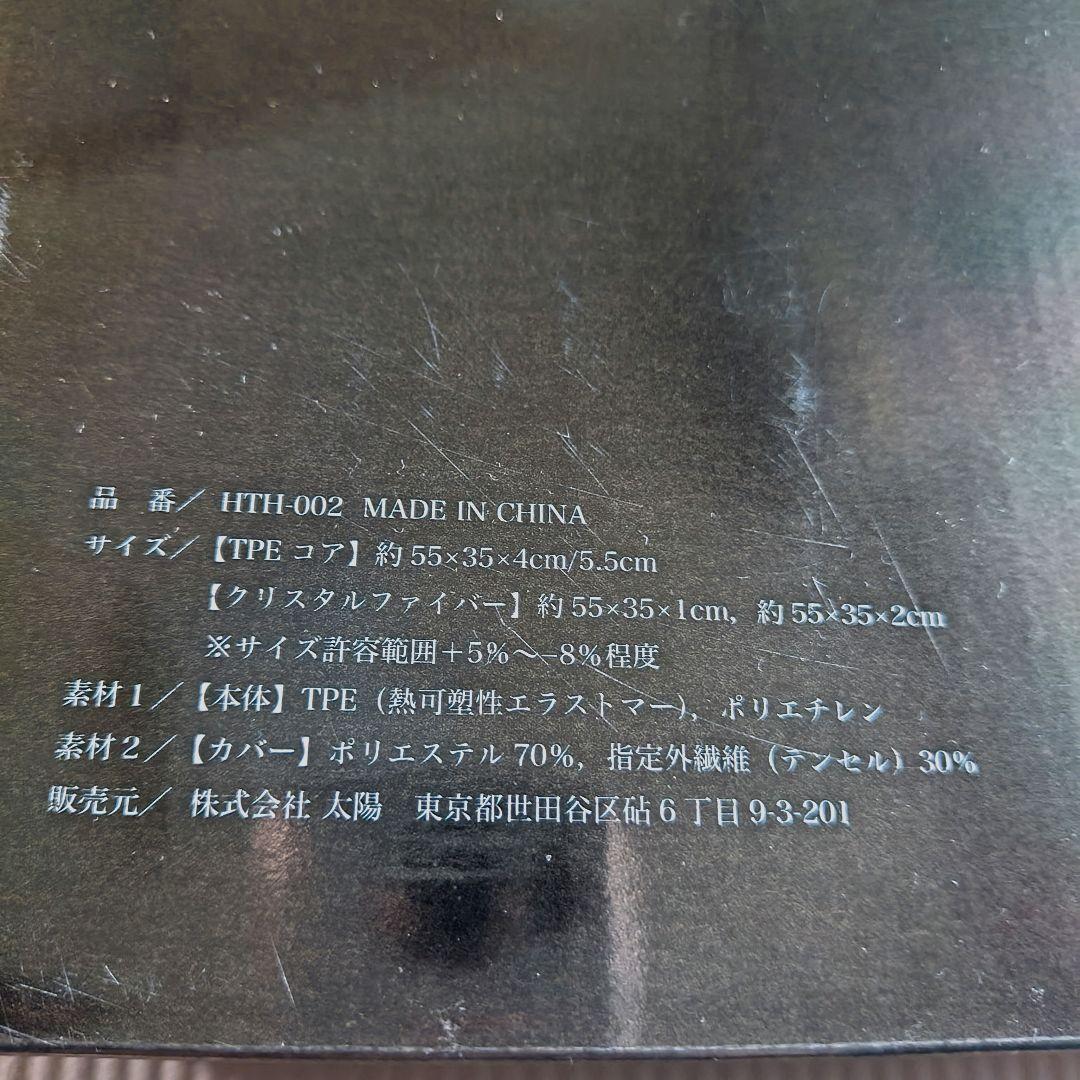 品　番／ HTH-002 MADE IN CHINA
サイズ／【TPE コア】約 55×35×4cm/5.5cm
【クリスタルファイバー】約 55×35×1cm, 約 55×35×2cm
※サイズ許容範囲＋5%〜−8%程度
素材 1／【本体】TPE（熱可塑性エラストマー), ポリエチレン
素材 2／【カバー】ポリエステル 70%, 指定外繊維（テンセル）30%
販売元／ 株式会社 太陽　東京都世田谷区砧 6 丁目 9-3-201